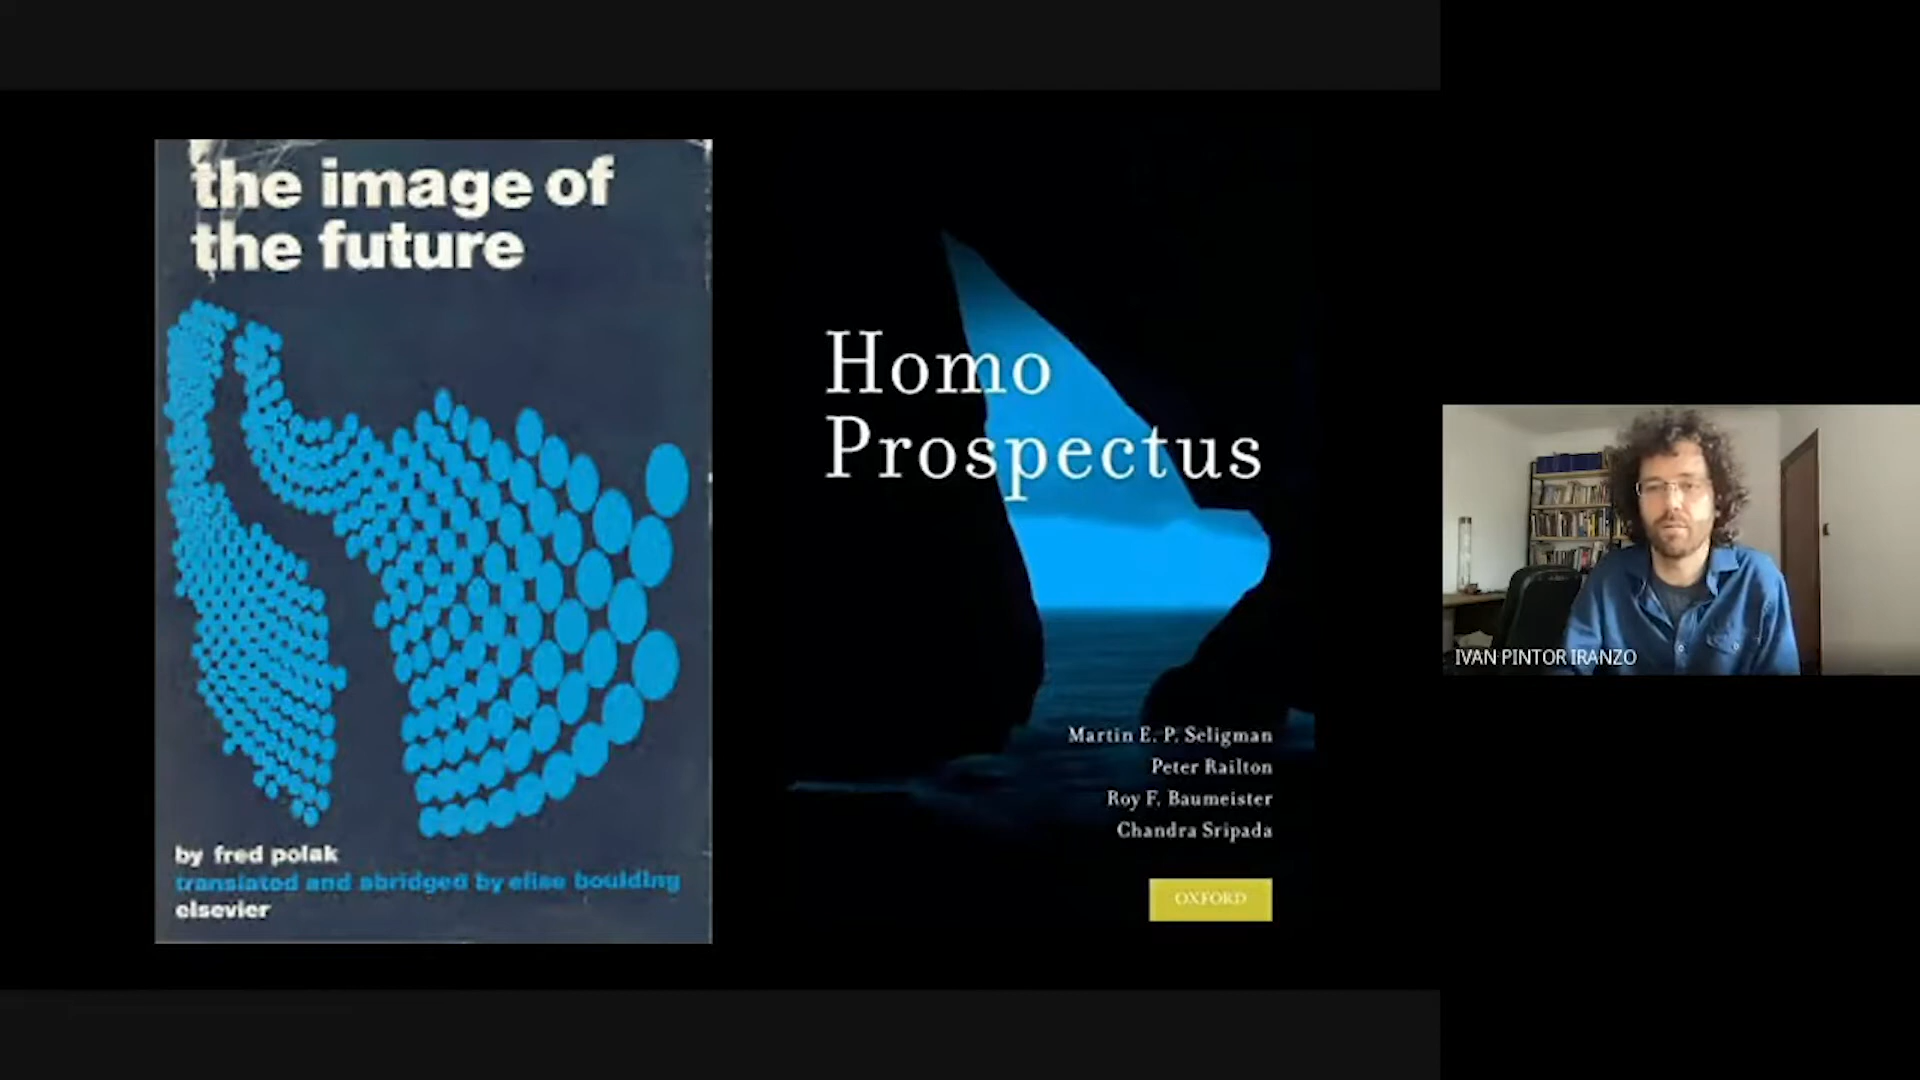 the image of
the future
by fred polak
translated and abridged by elise boulding
elsevier
Homo
Prospectus
Martin E. P. Seligman
Peter Railton
Roy F. Baumeister
Chandra Sripada
OXFORD
IVAN PINTOR IRANZO